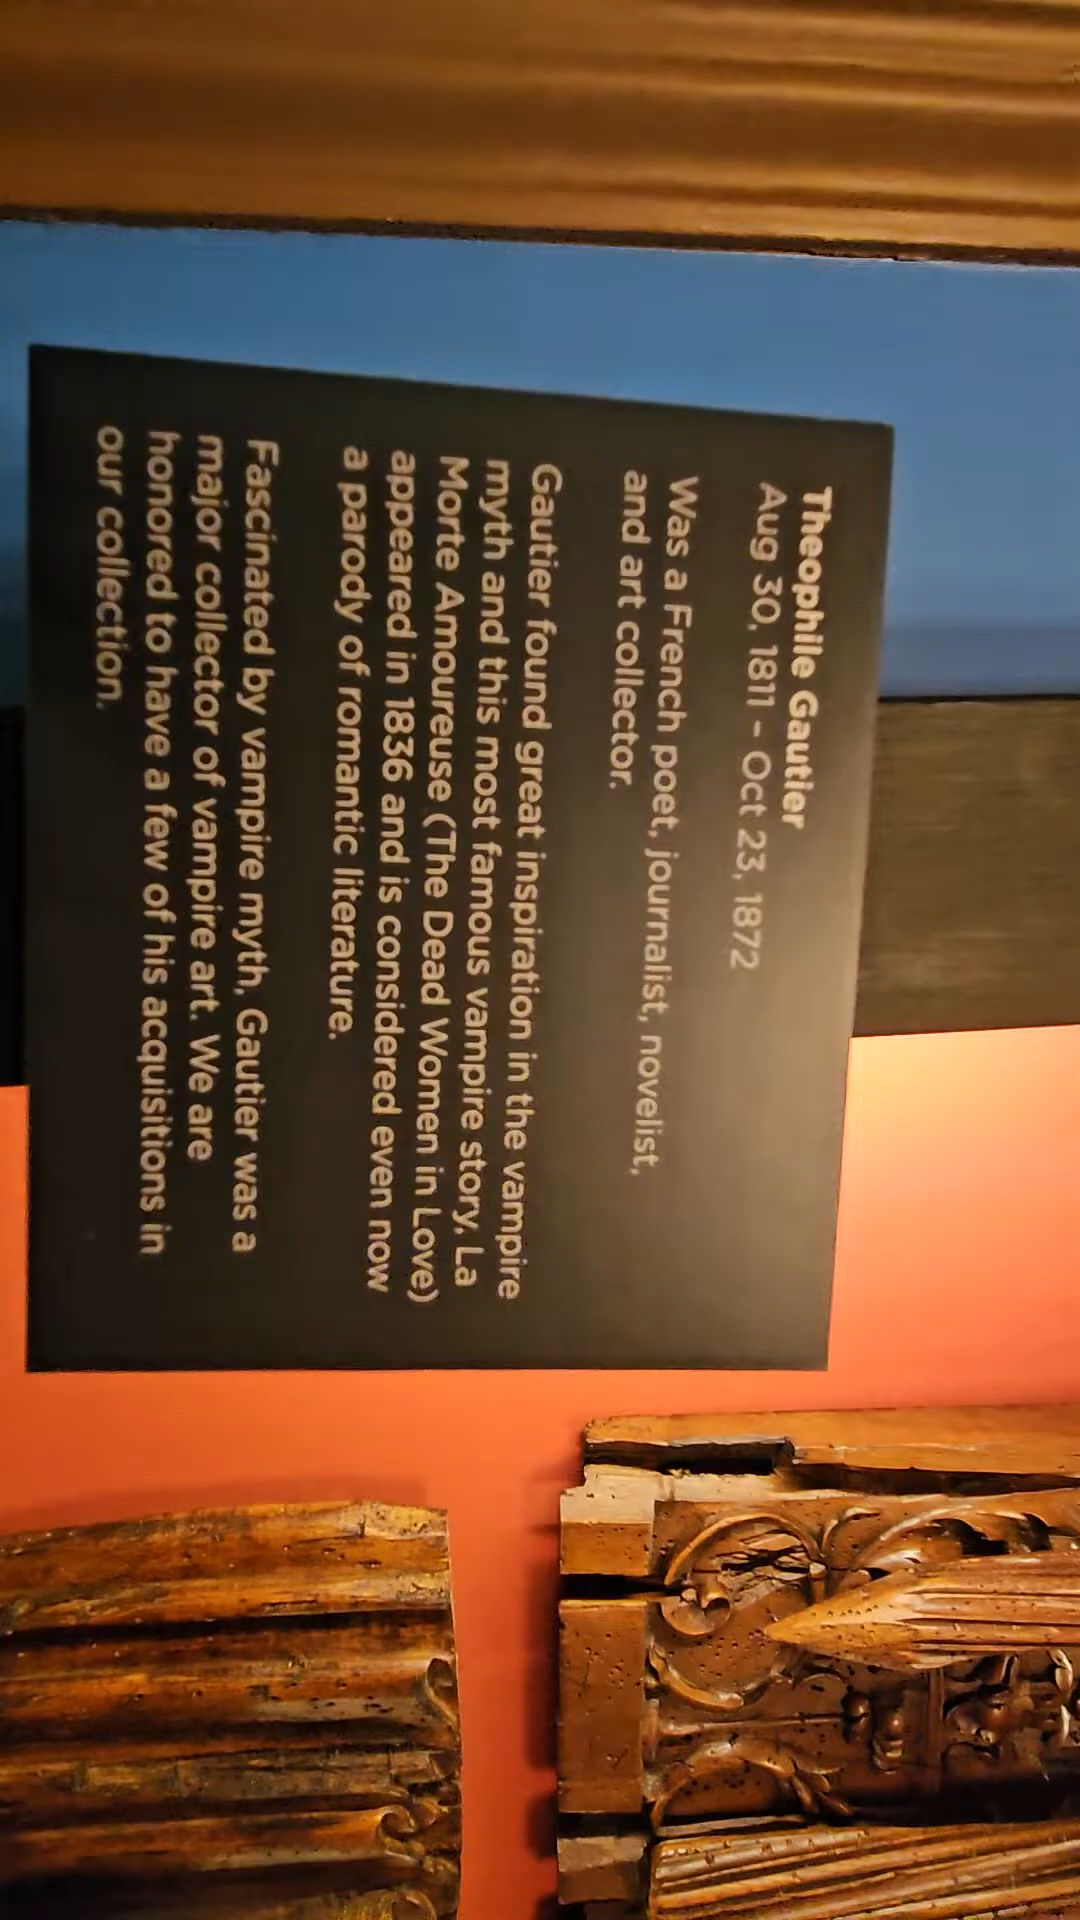 Theophile Gautier
Aug 30, 1811 - Oct 23, 1872
Was a French poet, journalist, novelist,
and art collector.
Gautier found great inspiration in the vampire
myth and this most famous vampire story, La
Morte Amoureuse (The Dead Women in Love)
appeared in 1836 and is considered even now
a parody of romantic literature.
Fascinated by vampire myth, Gautier was a
major collector of vampire art. We are
honored to have a few of his acquisitions in
our collection.